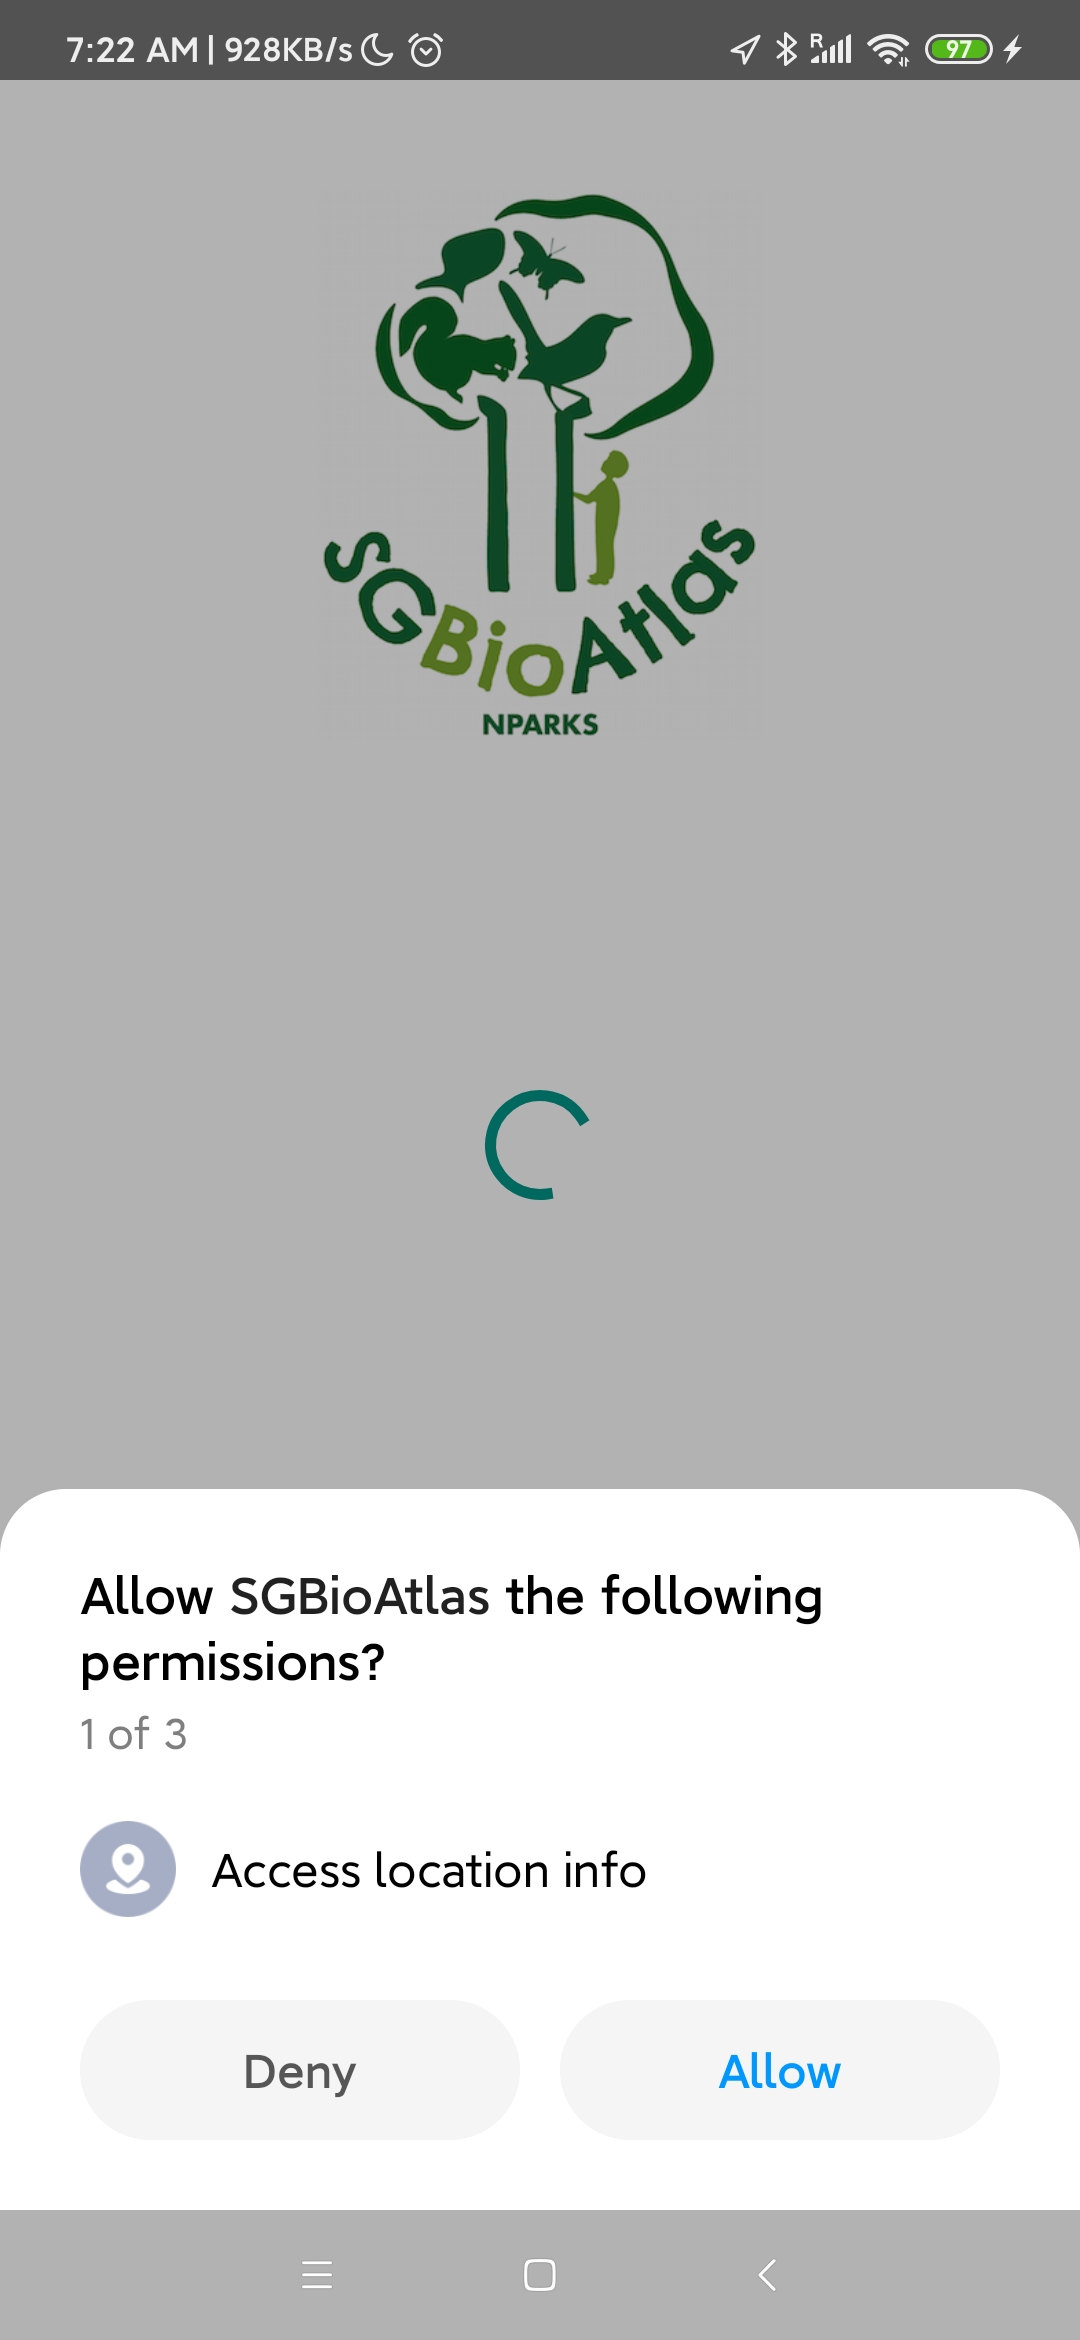 7:22 AM | 928KB/s
R
97
SGBioAtlas
NPARKS
Allow SGBioAtlas the following
permissions?
1 of 3
Access location info
Deny
Allow